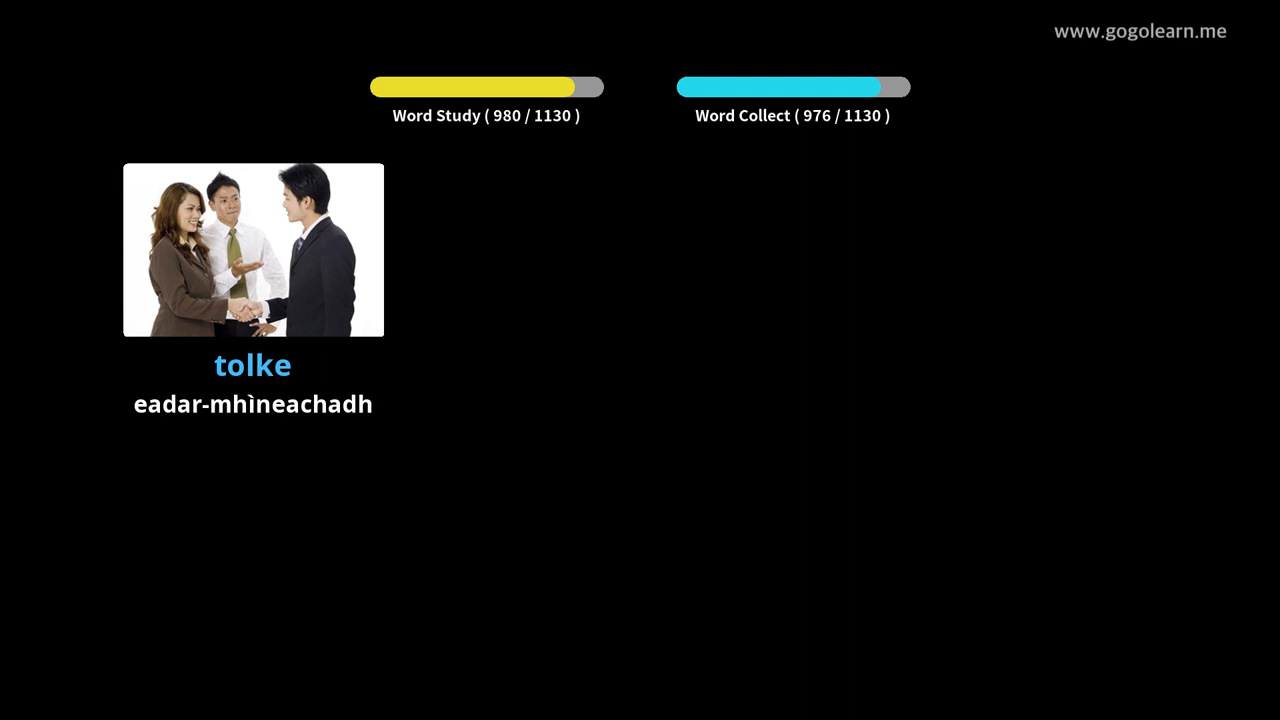 www.gogolearn.me
Word Study ( 980 / 1130 )
Word Collect ( 976 / 1130 )
tolke
eadar-mhìneachadh